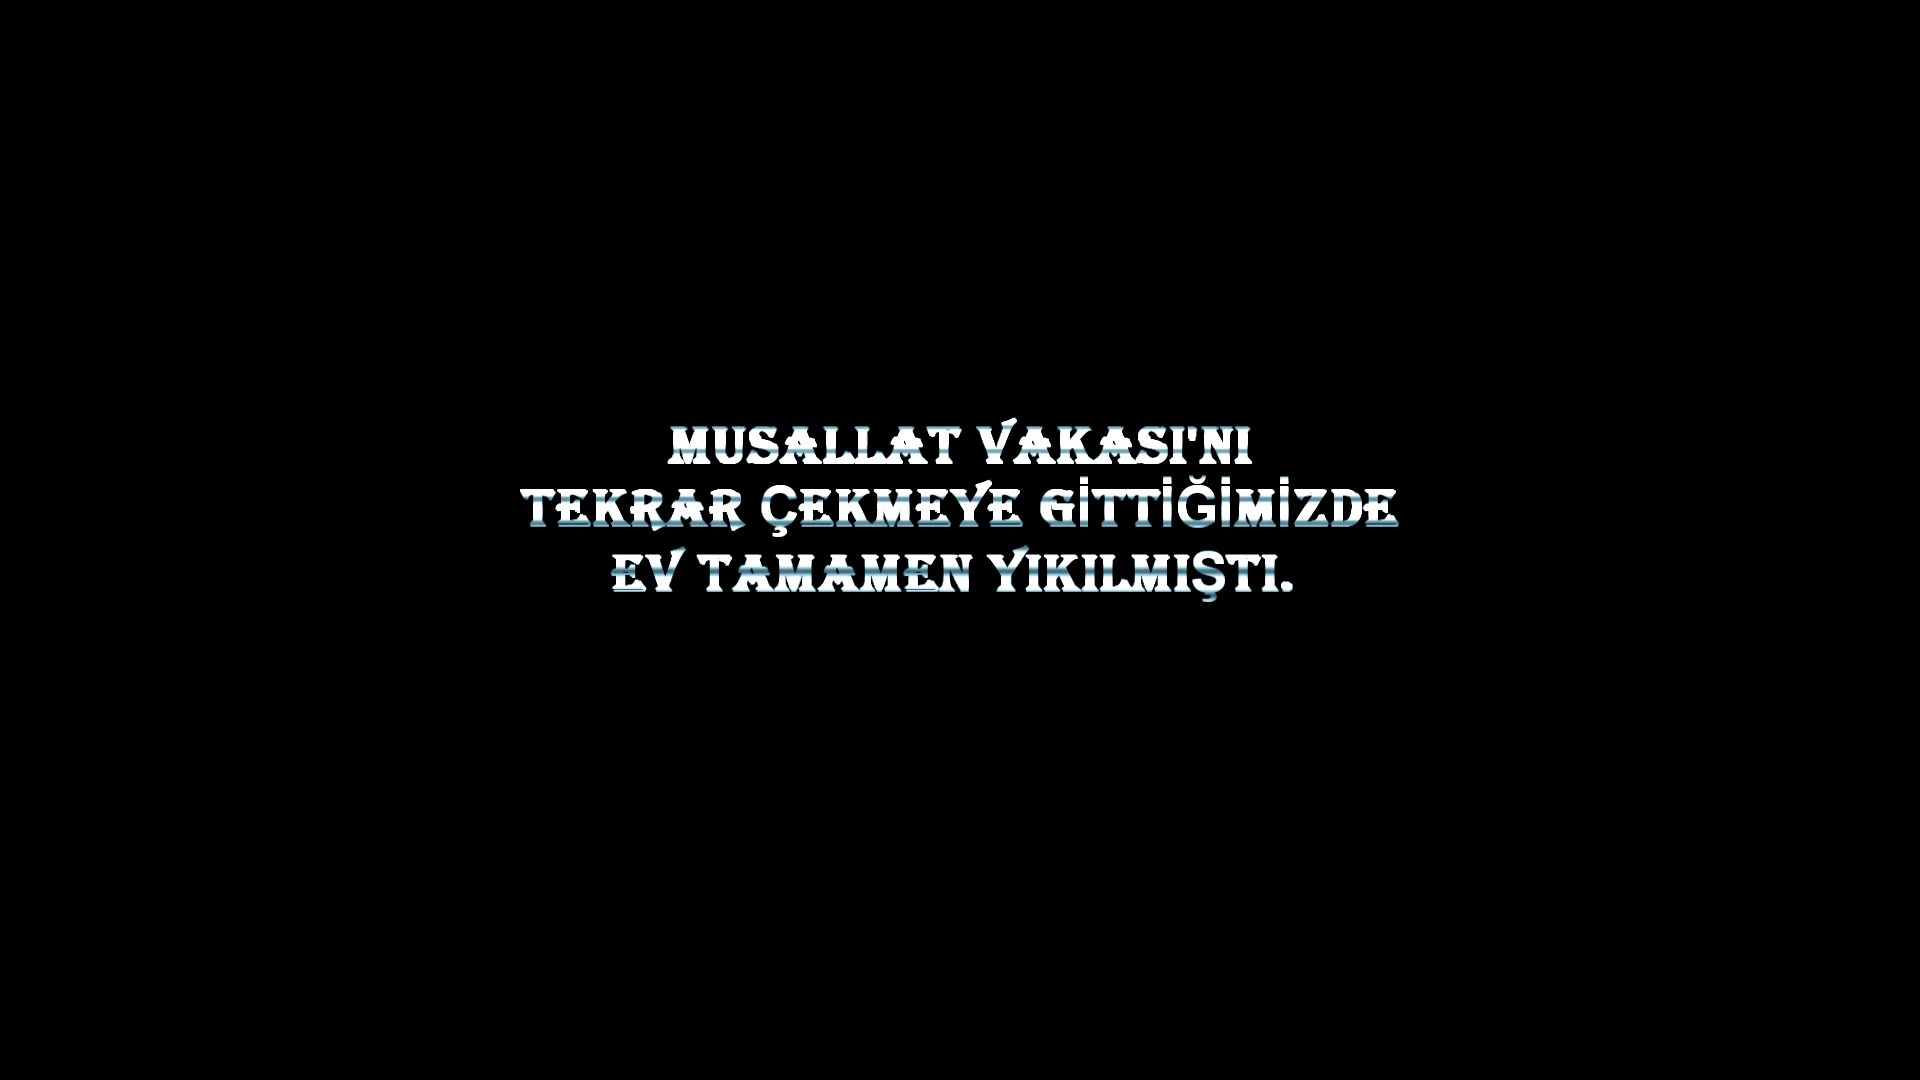 MUSALLAT VAKASI'NI
TEKRAR ÇEKMEYE GİTTİĞİMİZDE
EV TAMAMEN YIKILMIŞTI.